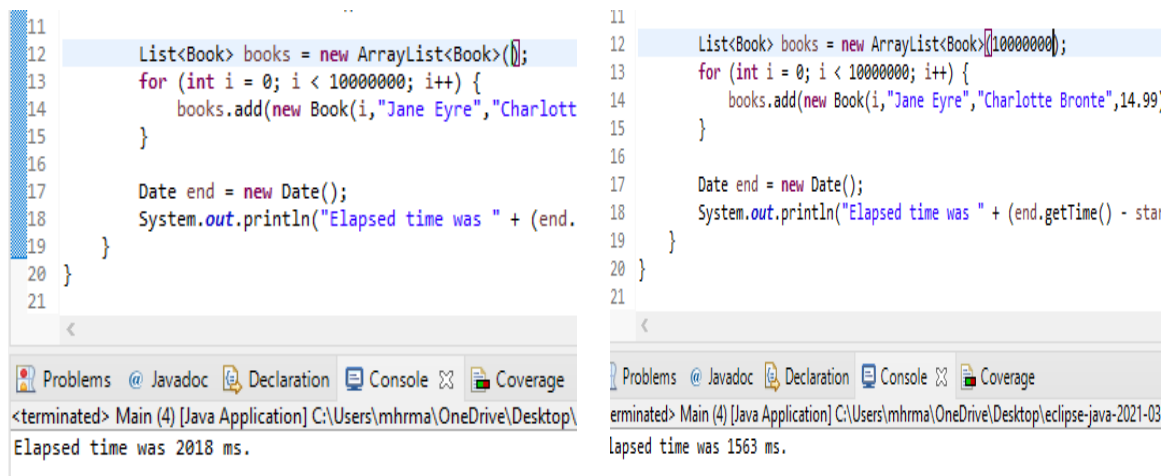 11
12 List<Book> books = new ArrayList<Book>();
13 for (int i = 0; i < 10000000; i++) {
14 books.add(new Book(i,"Jane Eyre","Charlott
15 }
16
17 Date end = new Date();
18 System.out.println("Elapsed time was " + (end.
19 }
20 }
21
Problems @ Javadoc Declaration Console Coverage
<terminated> Main (4) [Java Application] C:\Users\mhrma\OneDrive\Desktop\
Elapsed time was 2018 ms.
11
12 List<Book> books = new ArrayList<Book>(10000000);
13 for (int i = 0; i < 10000000; i++) {
14 books.add(new Book(i,"Jane Eyre","Charlotte Bronte",14.99)
15 }
16
17 Date end = new Date();
18 System.out.println("Elapsed time was " + (end.getTime() - star
19 }
20 }
21
Problems @ Javadoc Declaration Console Coverage
erminated> Main (4) [Java Application] C:\Users\mhrma\OneDrive\Desktop\eclipse-java-2021-03
lapsed time was 1563 ms.